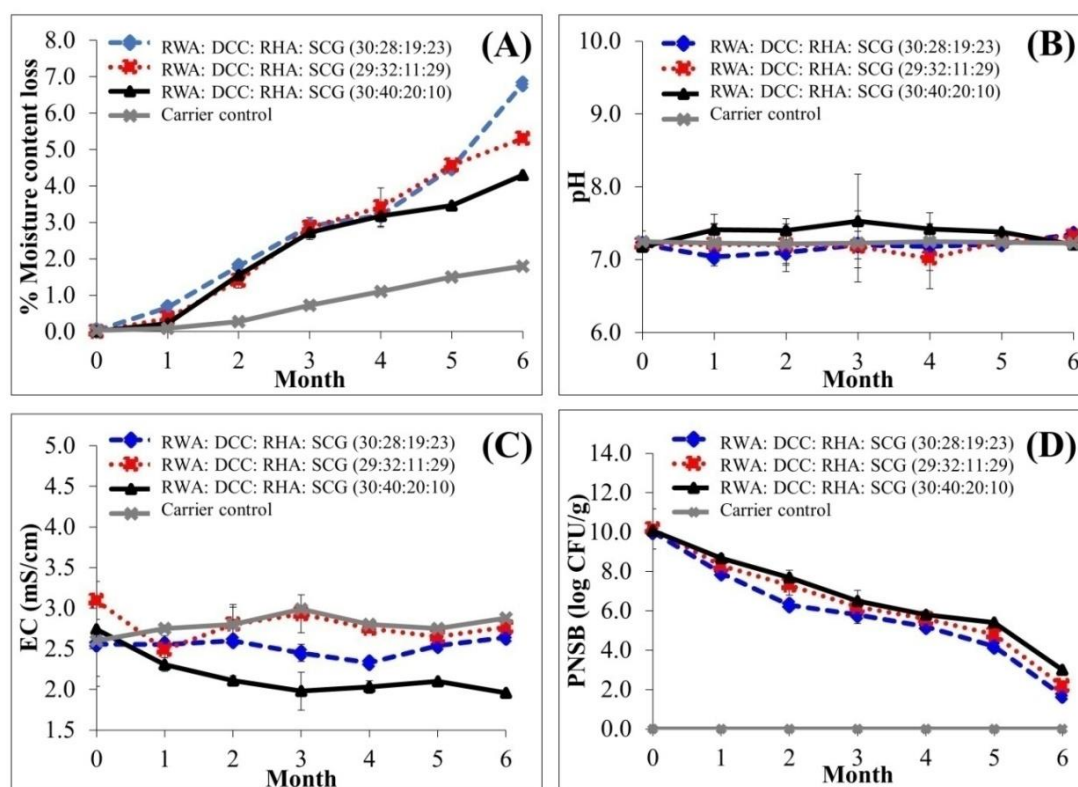 (A)
RWA: DCC: RHA: SCG (30:28:19:23)
RWA: DCC: RHA: SCG (29:32:11:29)
RWA: DCC: RHA: SCG (30:40:20:10)
Carrier control
% Moisture content loss
8.0
7.0
6.0
5.0
4.0
3.0
2.0
1.0
0.0
0 1 2 3 4 5 6
Month
(B)
RWA: DCC: RHA: SCG (30:28:19:23)
RWA: DCC: RHA: SCG (29:32:11:29)
RWA: DCC: RHA: SCG (30:40:20:10)
Carrier control
pH
10.0
9.0
8.0
7.0
6.0
0 1 2 3 4 5 6
Month
(C)
RWA: DCC: RHA: SCG (30:28:19:23)
RWA: DCC: RHA: SCG (29:32:11:29)
RWA: DCC: RHA: SCG (30:40:20:10)
Carrier control
EC (mS/cm)
5.0
4.5
4.0
3.5
3.0
2.5
2.0
1.5
0 1 2 3 4 5 6
Month
(D)
RWA: DCC: RHA: SCG (30:28:19:23)
RWA: DCC: RHA: SCG (29:32:11:29)
RWA: DCC: RHA: SCG (30:40:20:10)
Carrier control
PNSB (log CFU/g)
14.0
12.0
10.0
8.0
6.0
4.0
2.0
0.0
0 1 2 3 4 5 6
Month